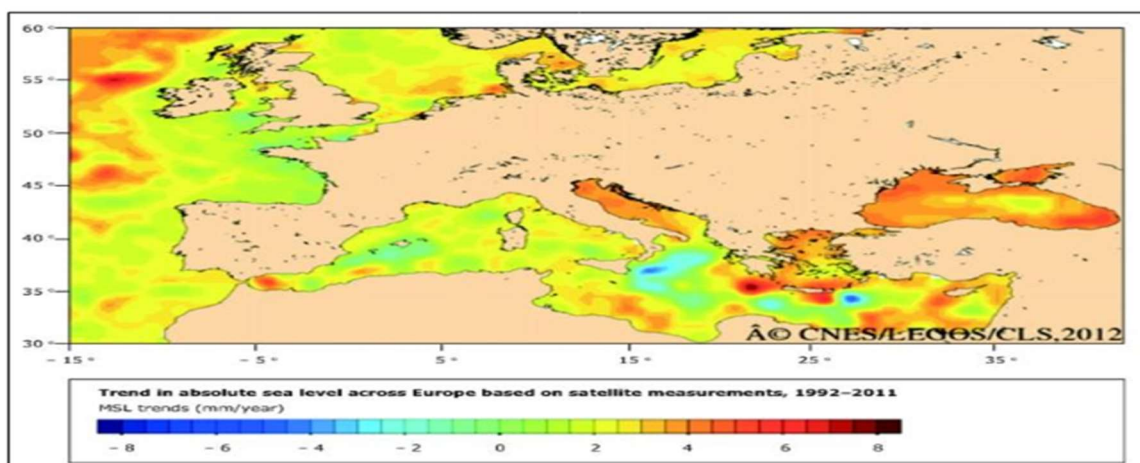 60 °
55 °
50 °
45 °
40 °
35 °
30 °
- 15 ° - 5 ° 5 ° 15 ° 25 ° 35 °
Â© CNES/LEGOS/CLS,2012
Trend in absolute sea level across Europe based on satellite measurements, 1992–2011
MSL trends (mm/year)
- 8 - 6 - 4 - 2 0 2 4 6 8